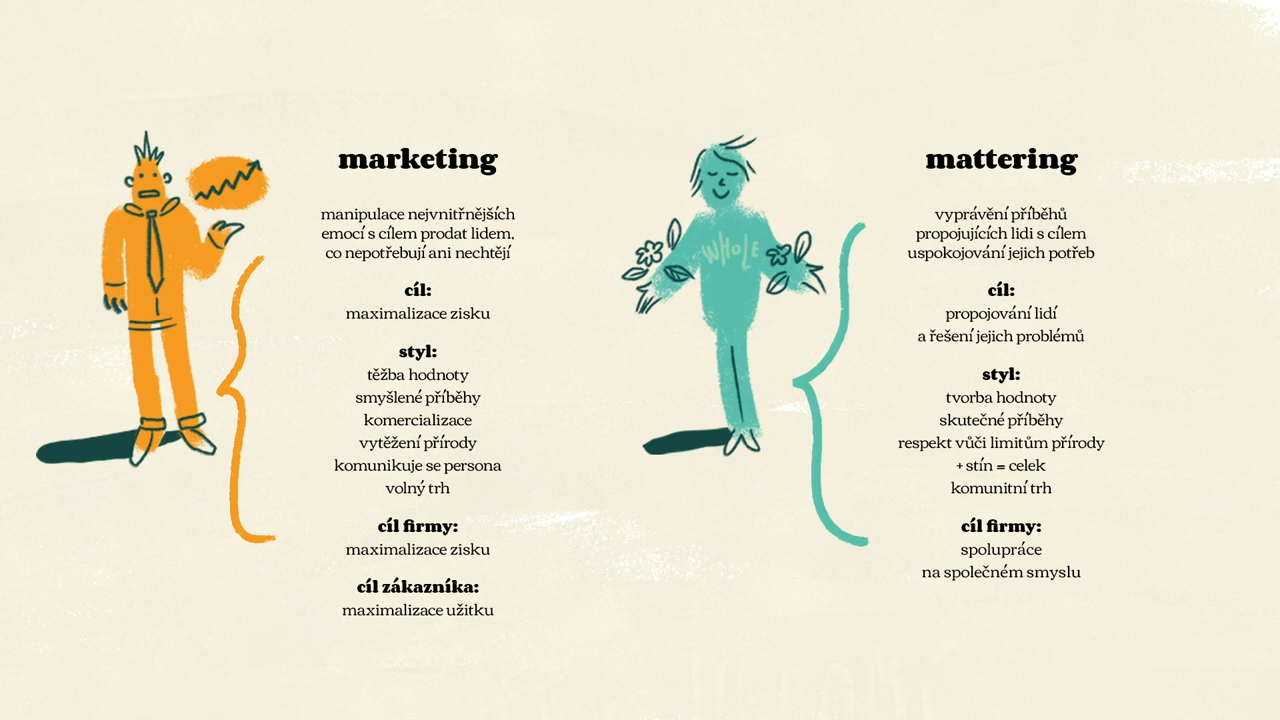 marketing
manipulace nejvnitřnějších
emocí s cílem prodat lidem,
co nepotřebují ani nechtějí
cíl:
maximalizace zisku
styl:
těžba hodnoty
smyšlené příběhy
komercializace
vytěžení přírody
komunikuje se persona
volný trh
cíl firmy:
maximalizace zisku
cíl zákazníka:
maximalizace užitku
WHOLE
mattering
vyprávění příběhů
propojujících lidi s cílem
uspokojování jejich potřeb
cíl:
propojování lidí
a řešení jejich problémů
styl:
tvorba hodnoty
skutečné příběhy
respekt vůči limitům přírody
+ stín = celek
komunitní trh
cíl firmy:
spolupráce
na společném smyslu